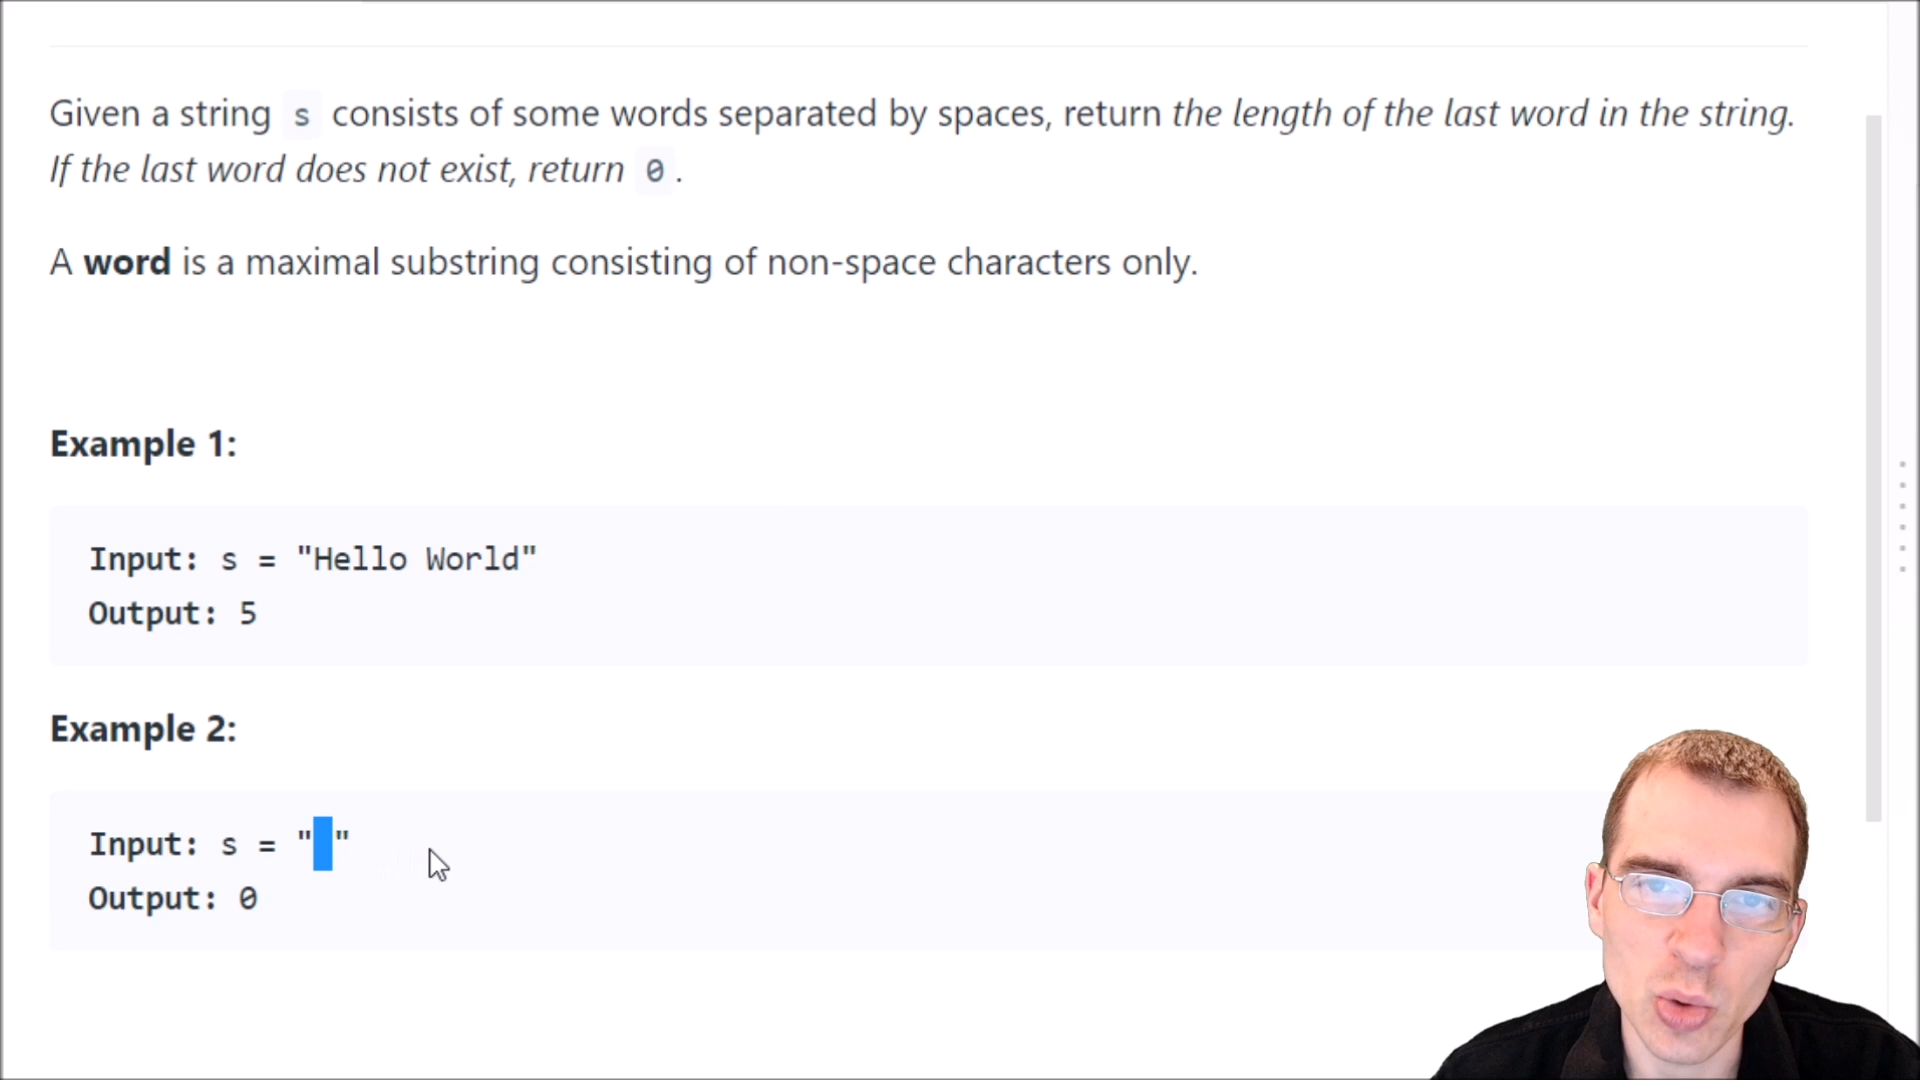 Given a string s consists of some words separated by spaces, return the length of the last word in the string.
If the last word does not exist, return 0.
A word is a maximal substring consisting of non-space characters only.
Example 1:
Input: s = "Hello World"
Output: 5
Example 2:
Input: s = " "
Output: 0